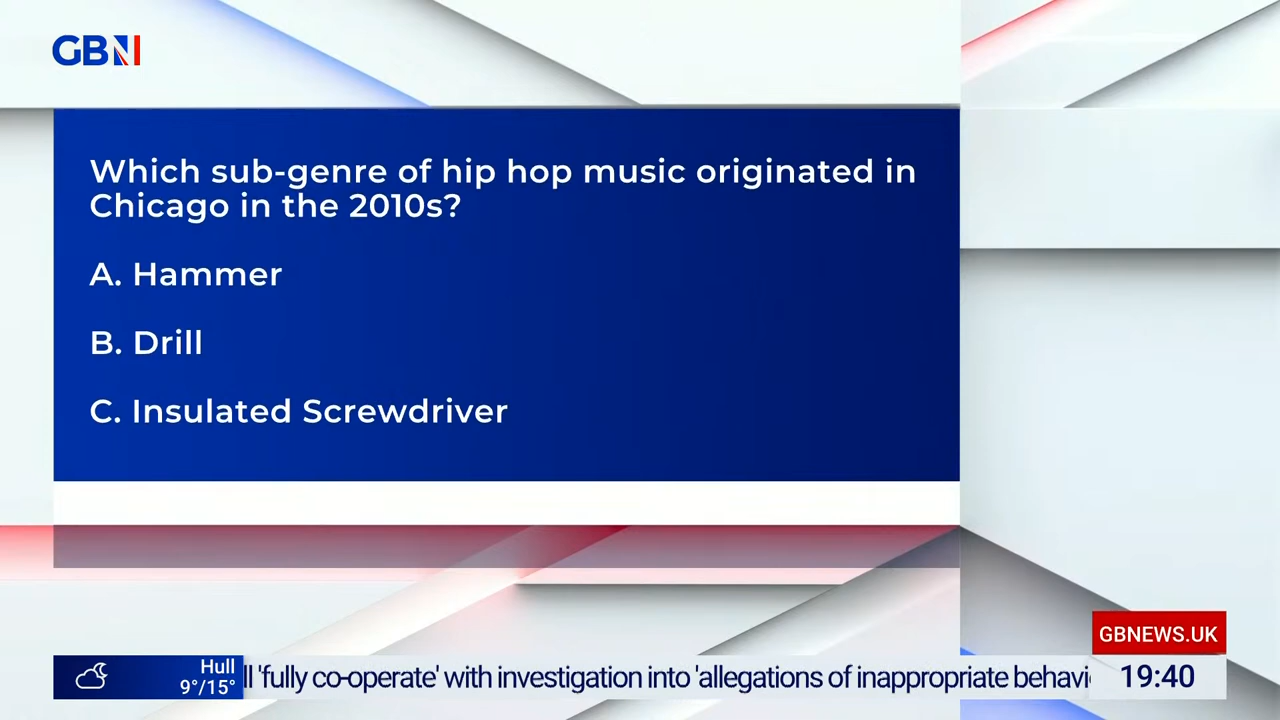 GBN
Which sub-genre of hip hop music originated in
Chicago in the 2010s?
A. Hammer
B. Drill
C. Insulated Screwdriver
GBNEWS.UK
Hull
9°/15°
'fully co-operate' with investigation into 'allegations of inappropriate
19:40